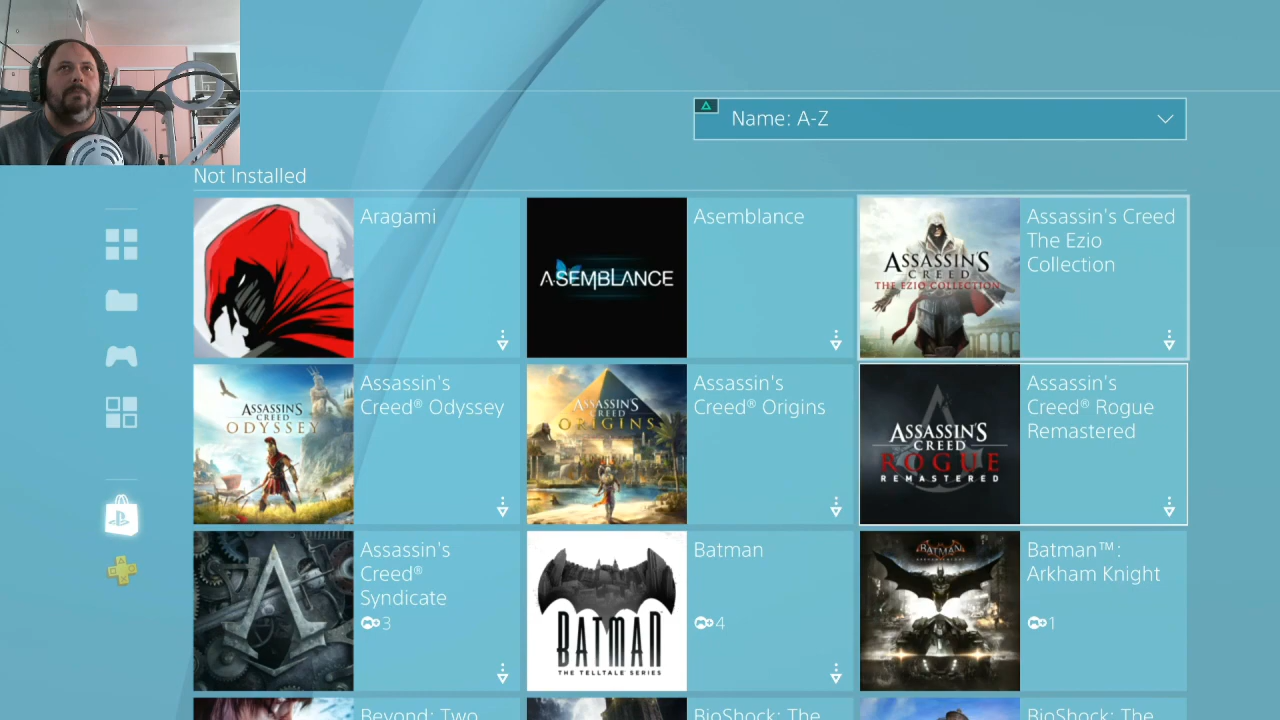 Name: A-Z
Not Installed
Aragami
ASEMBLANCE
Asemblance
ASSASSIN'S
CREED
THE EZIO COLLECTION
Assassin's Creed
The Ezio
Collection
ASSASSIN'S
CREED
ODYSSEY
Assassin's
Creed® Odyssey
ASSASSIN'S
CREED
ORIGINS
Assassin's
Creed® Origins
ASSASSIN'S
CREED
ROGUE
REMASTERED
Assassin's
Creed® Rogue
Remastered
Assassin's
Creed®
Syndicate
3
BATMAN
THE TELLTALE SERIES
Batman
4
BATMAN
Batman™:
Arkham Knight
1
Beyond: Two
BioShock: The
BioShock: The